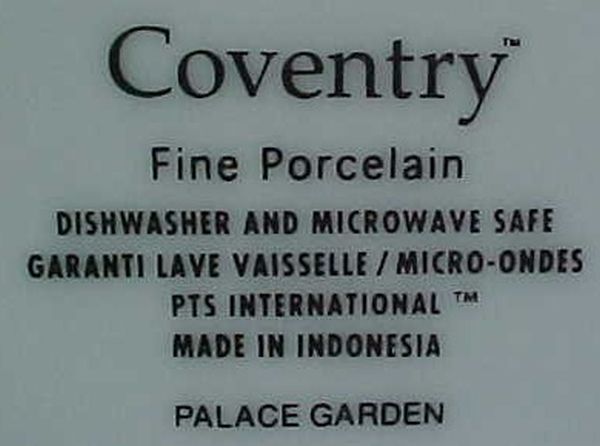 Coventry™
Fine Porcelain
DISHWASHER AND MICROWAVE SAFE
GARANTI LAVE VAISSELLE / MICRO-ONDES
PTS INTERNATIONAL ™
MADE IN INDONESIA
PALACE GARDEN